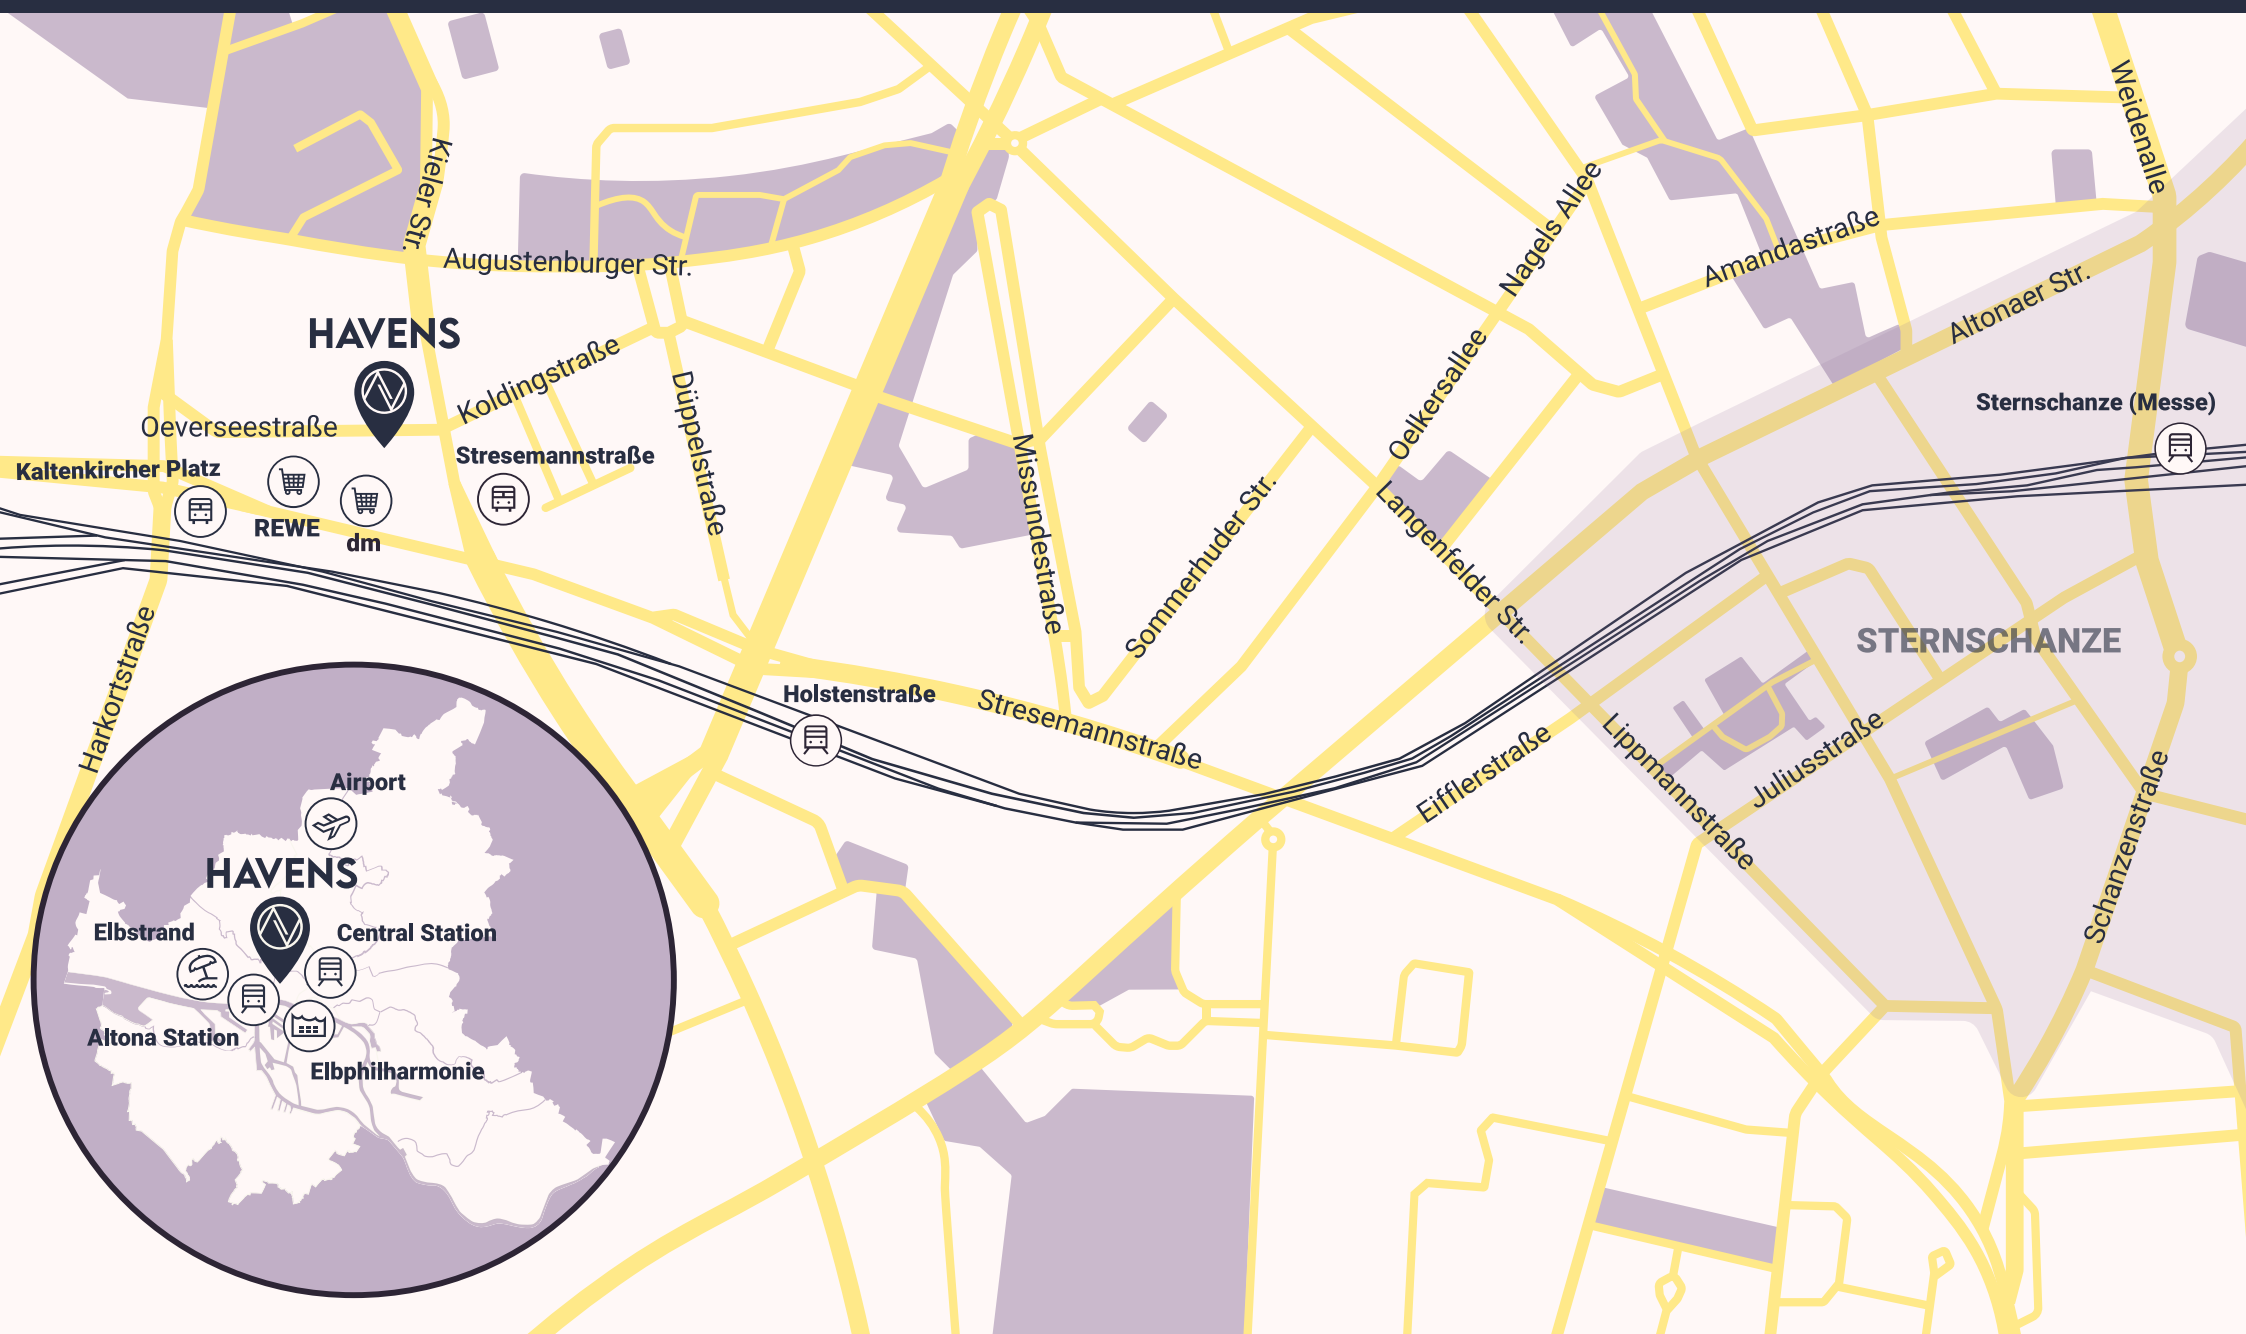 Weidenalle
Kieler Str.
Nagels Allee
Amandastraße
Augustenburger Str.
Altonaer Str.
HAVENS
Koldingstraße
Düppelstraße
Oelkersallee
Sternschanze (Messe)
Oeverseestraße
Stresemannstraße
Kaltenkircher Platz
REWE
dm
Missundestraße
Sommerhuder Str.
Langenfelder Str.
STERNSCHANZE
Harkortstraße
Holstenstraße
Stresemannstraße
Eifflerstraße
Lippmannstraße
Juliusstraße
Schanzenstraße
Airport
HAVENS
Elbstrand
Central Station
Altona Station
Elbphilharmonie